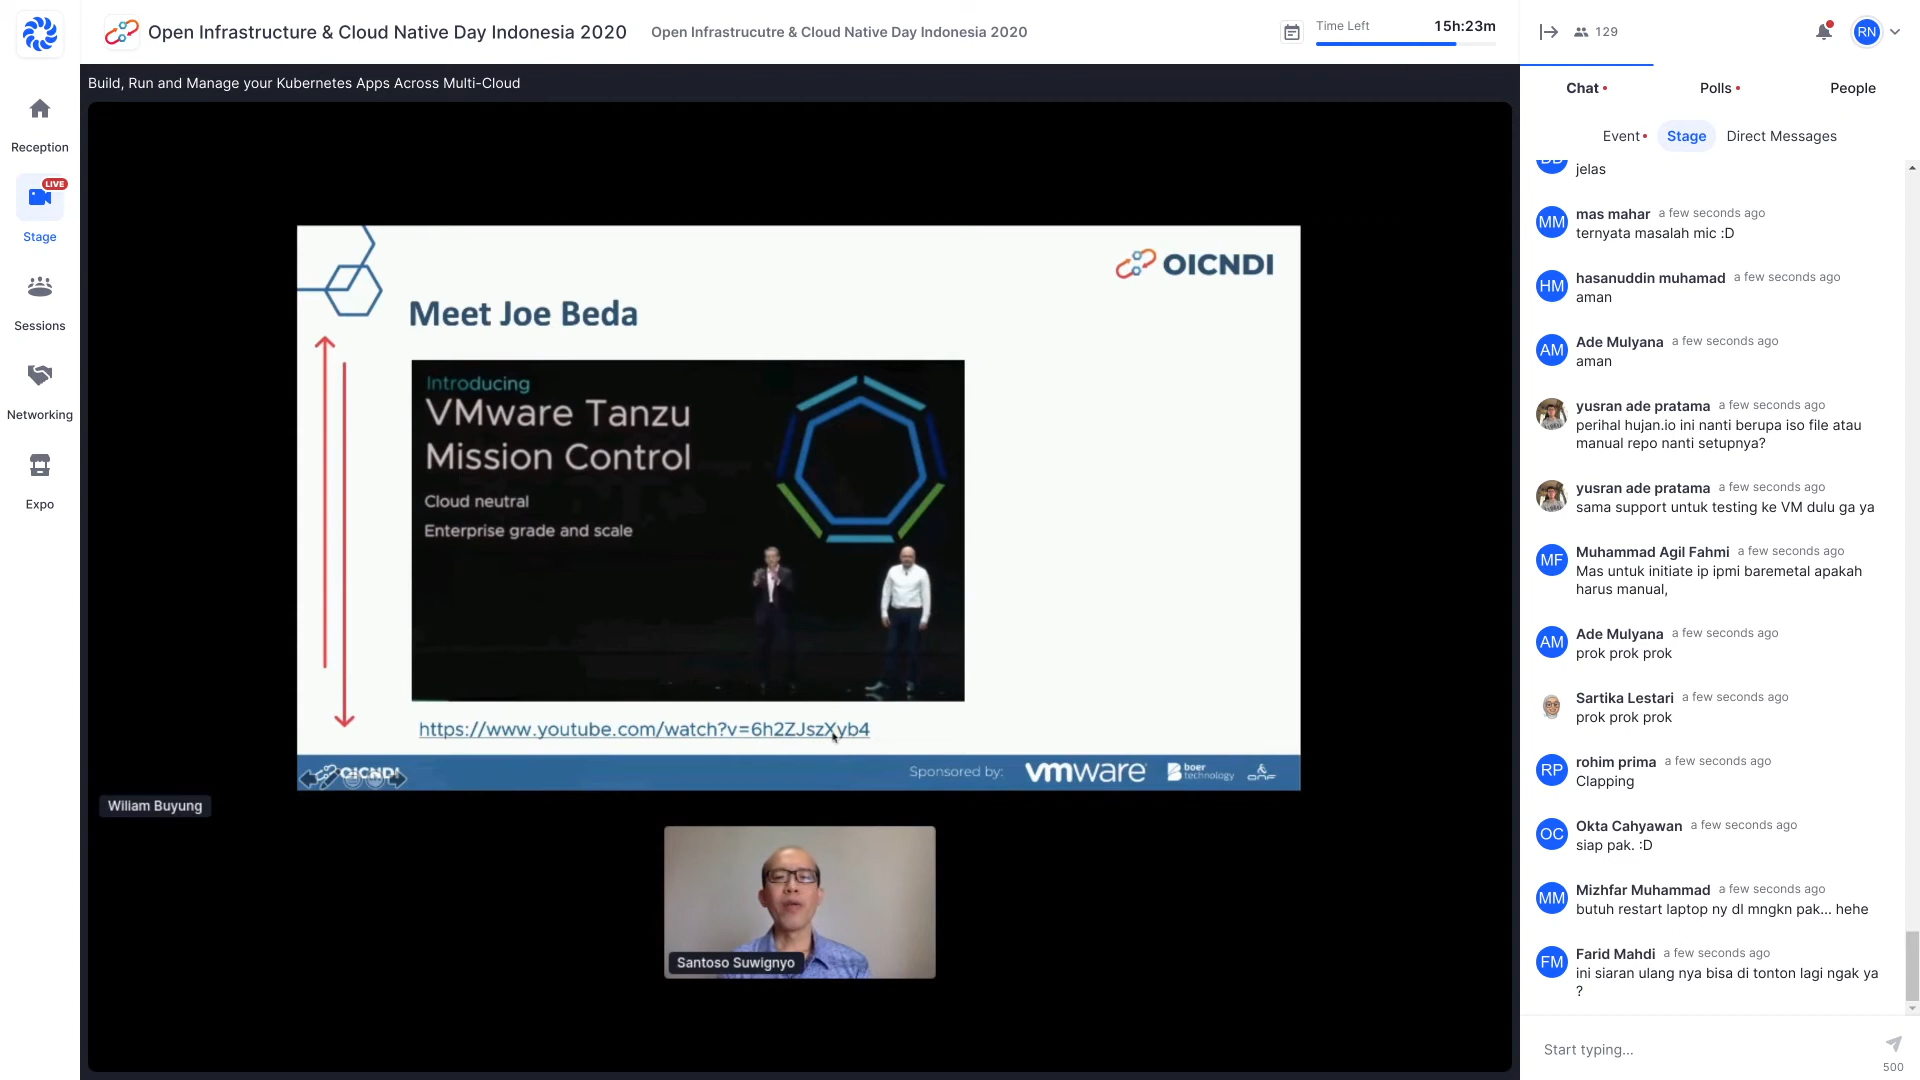 Open Infrastructure & Cloud Native Day Indonesia 2020
Open Infrastrucutre & Cloud Native Day Indonesia 2020
Time Left
15h:23m
129
RN
Reception
LIVE
Stage
Sessions
Networking
Expo
Build, Run and Manage your Kubernetes Apps Across Multi-Cloud
OICNDI
Meet Joe Beda
Introducing
VMware Tanzu
Mission Control
Cloud neutral
Enterprise grade and scale
https://www.youtube.com/watch?v=6h2ZJszXyb4
OICNDI
Sponsored by:
vmware
boer
technology
Wiliam Buyung
Santoso Suwignyo
Chat
Polls
People
Event
Stage
Direct Messages
jelas
MM
mas mahar a few seconds ago
ternyata masalah mic :D
HM
hasanuddin muhamad a few seconds ago
aman
AM
Ade Mulyana a few seconds ago
aman
yusran ade pratama a few seconds ago
perihal hujan.io ini nanti berupa iso file atau
manual repo nanti setupnya?
yusran ade pratama a few seconds ago
sama support untuk testing ke VM dulu ga ya
MF
Muhammad Agil Fahmi a few seconds ago
Mas untuk initiate ip ipmi baremetal apakah
harus manual,
AM
Ade Mulyana a few seconds ago
prok prok prok
Sartika Lestari a few seconds ago
prok prok prok
RP
rohim prima a few seconds ago
Clapping
OC
Okta Cahyawan a few seconds ago
siap pak. :D
MM
Mizhfar Muhammad a few seconds ago
butuh restart laptop ny dl mngkn pak... hehe
FM
Farid Mahdi a few seconds ago
ini siaran ulang nya bisa di tonton lagi ngak ya
?
Start typing...
500